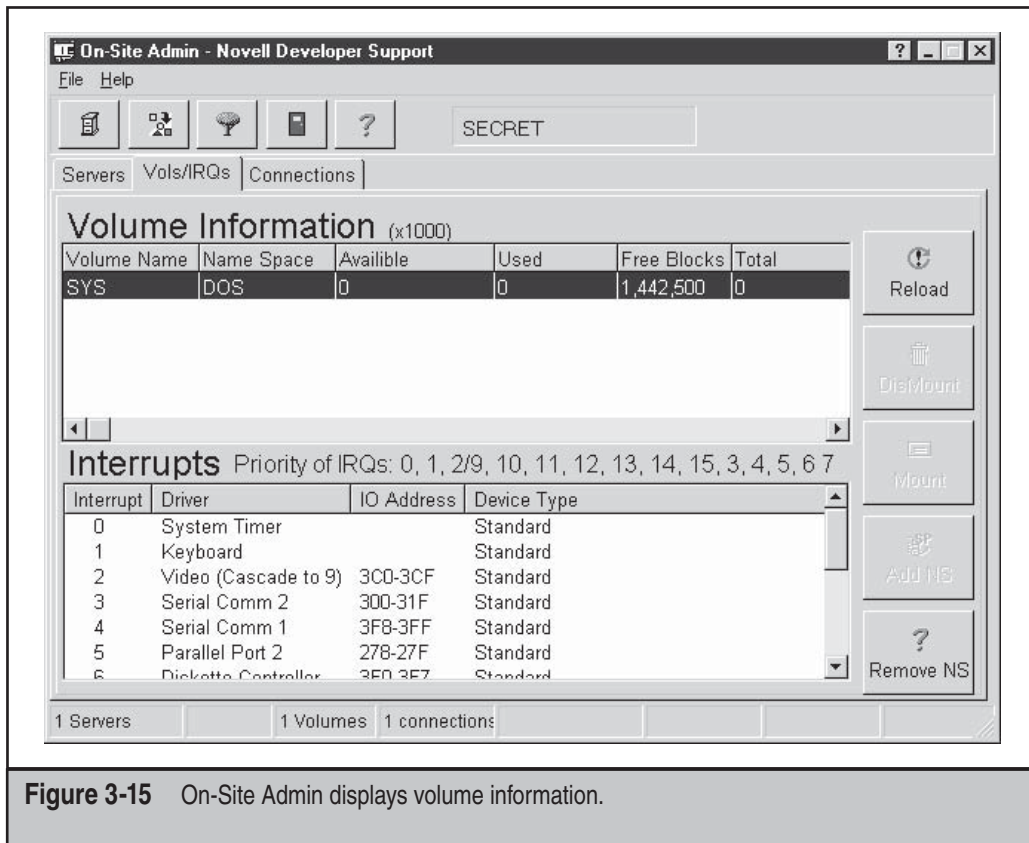 On-Site Admin - Novell Developer Support
File Help
SECRET
Servers Vols/IRQs Connections
Volume Information (x1000)
Volume Name Name Space Availible Used Free Blocks Total
SYS DOS 0 0 1,442,500 0
Reload
DisMount
Mount
Add NS
Remove NS
Interrupts Priority of IRQs: 0, 1, 2/9, 10, 11, 12, 13, 14, 15, 3, 4, 5, 6 7
Interrupt Driver IO Address Device Type
0 System Timer Standard
1 Keyboard Standard
2 Video (Cascade to 9) 3C0-3CF Standard
3 Serial Comm 2 300-31F Standard
4 Serial Comm 1 3F8-3FF Standard
5 Parallel Port 2 278-27F Standard
6 Diskette Controller 3F0-3F7 Standard
1 Servers 1 Volumes 1 connections
Figure 3-15 On-Site Admin displays volume information.